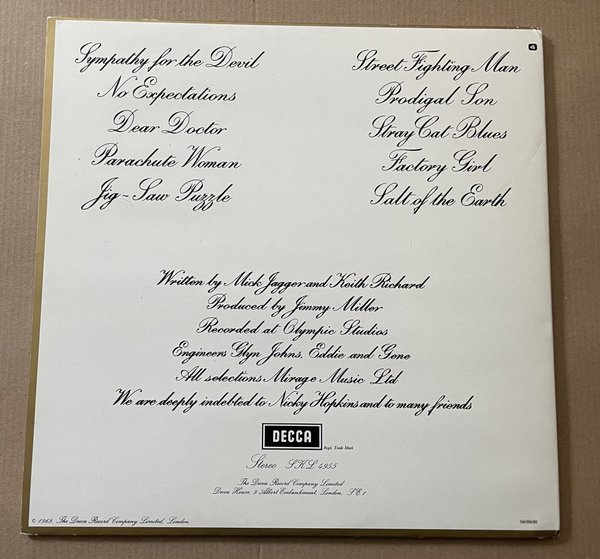 4
Sympathy for the Devil
No Expectations
Dear Doctor
Parachute Woman
Jig-Saw Puzzle
Street Fighting Man
Prodigal Son
Stray Cat Blues
Factory Girl
Salt of the Earth
Written by Mick Jagger and Keith Richard
Produced by Jimmy Miller
Recorded at Olympic Studios
Engineers Glyn Johns, Eddie and Gene
All selections Mirage Music Ltd
We are deeply indebted to Nicky Hopkins and to many friends
DECCA
Regd. Trade Mark
Stereo SKL 4955
The Decca Record Company Limited
Decca House, 9 Albert Embankment, London, S E 1
© 1968, The Decca Record Company Limited, London